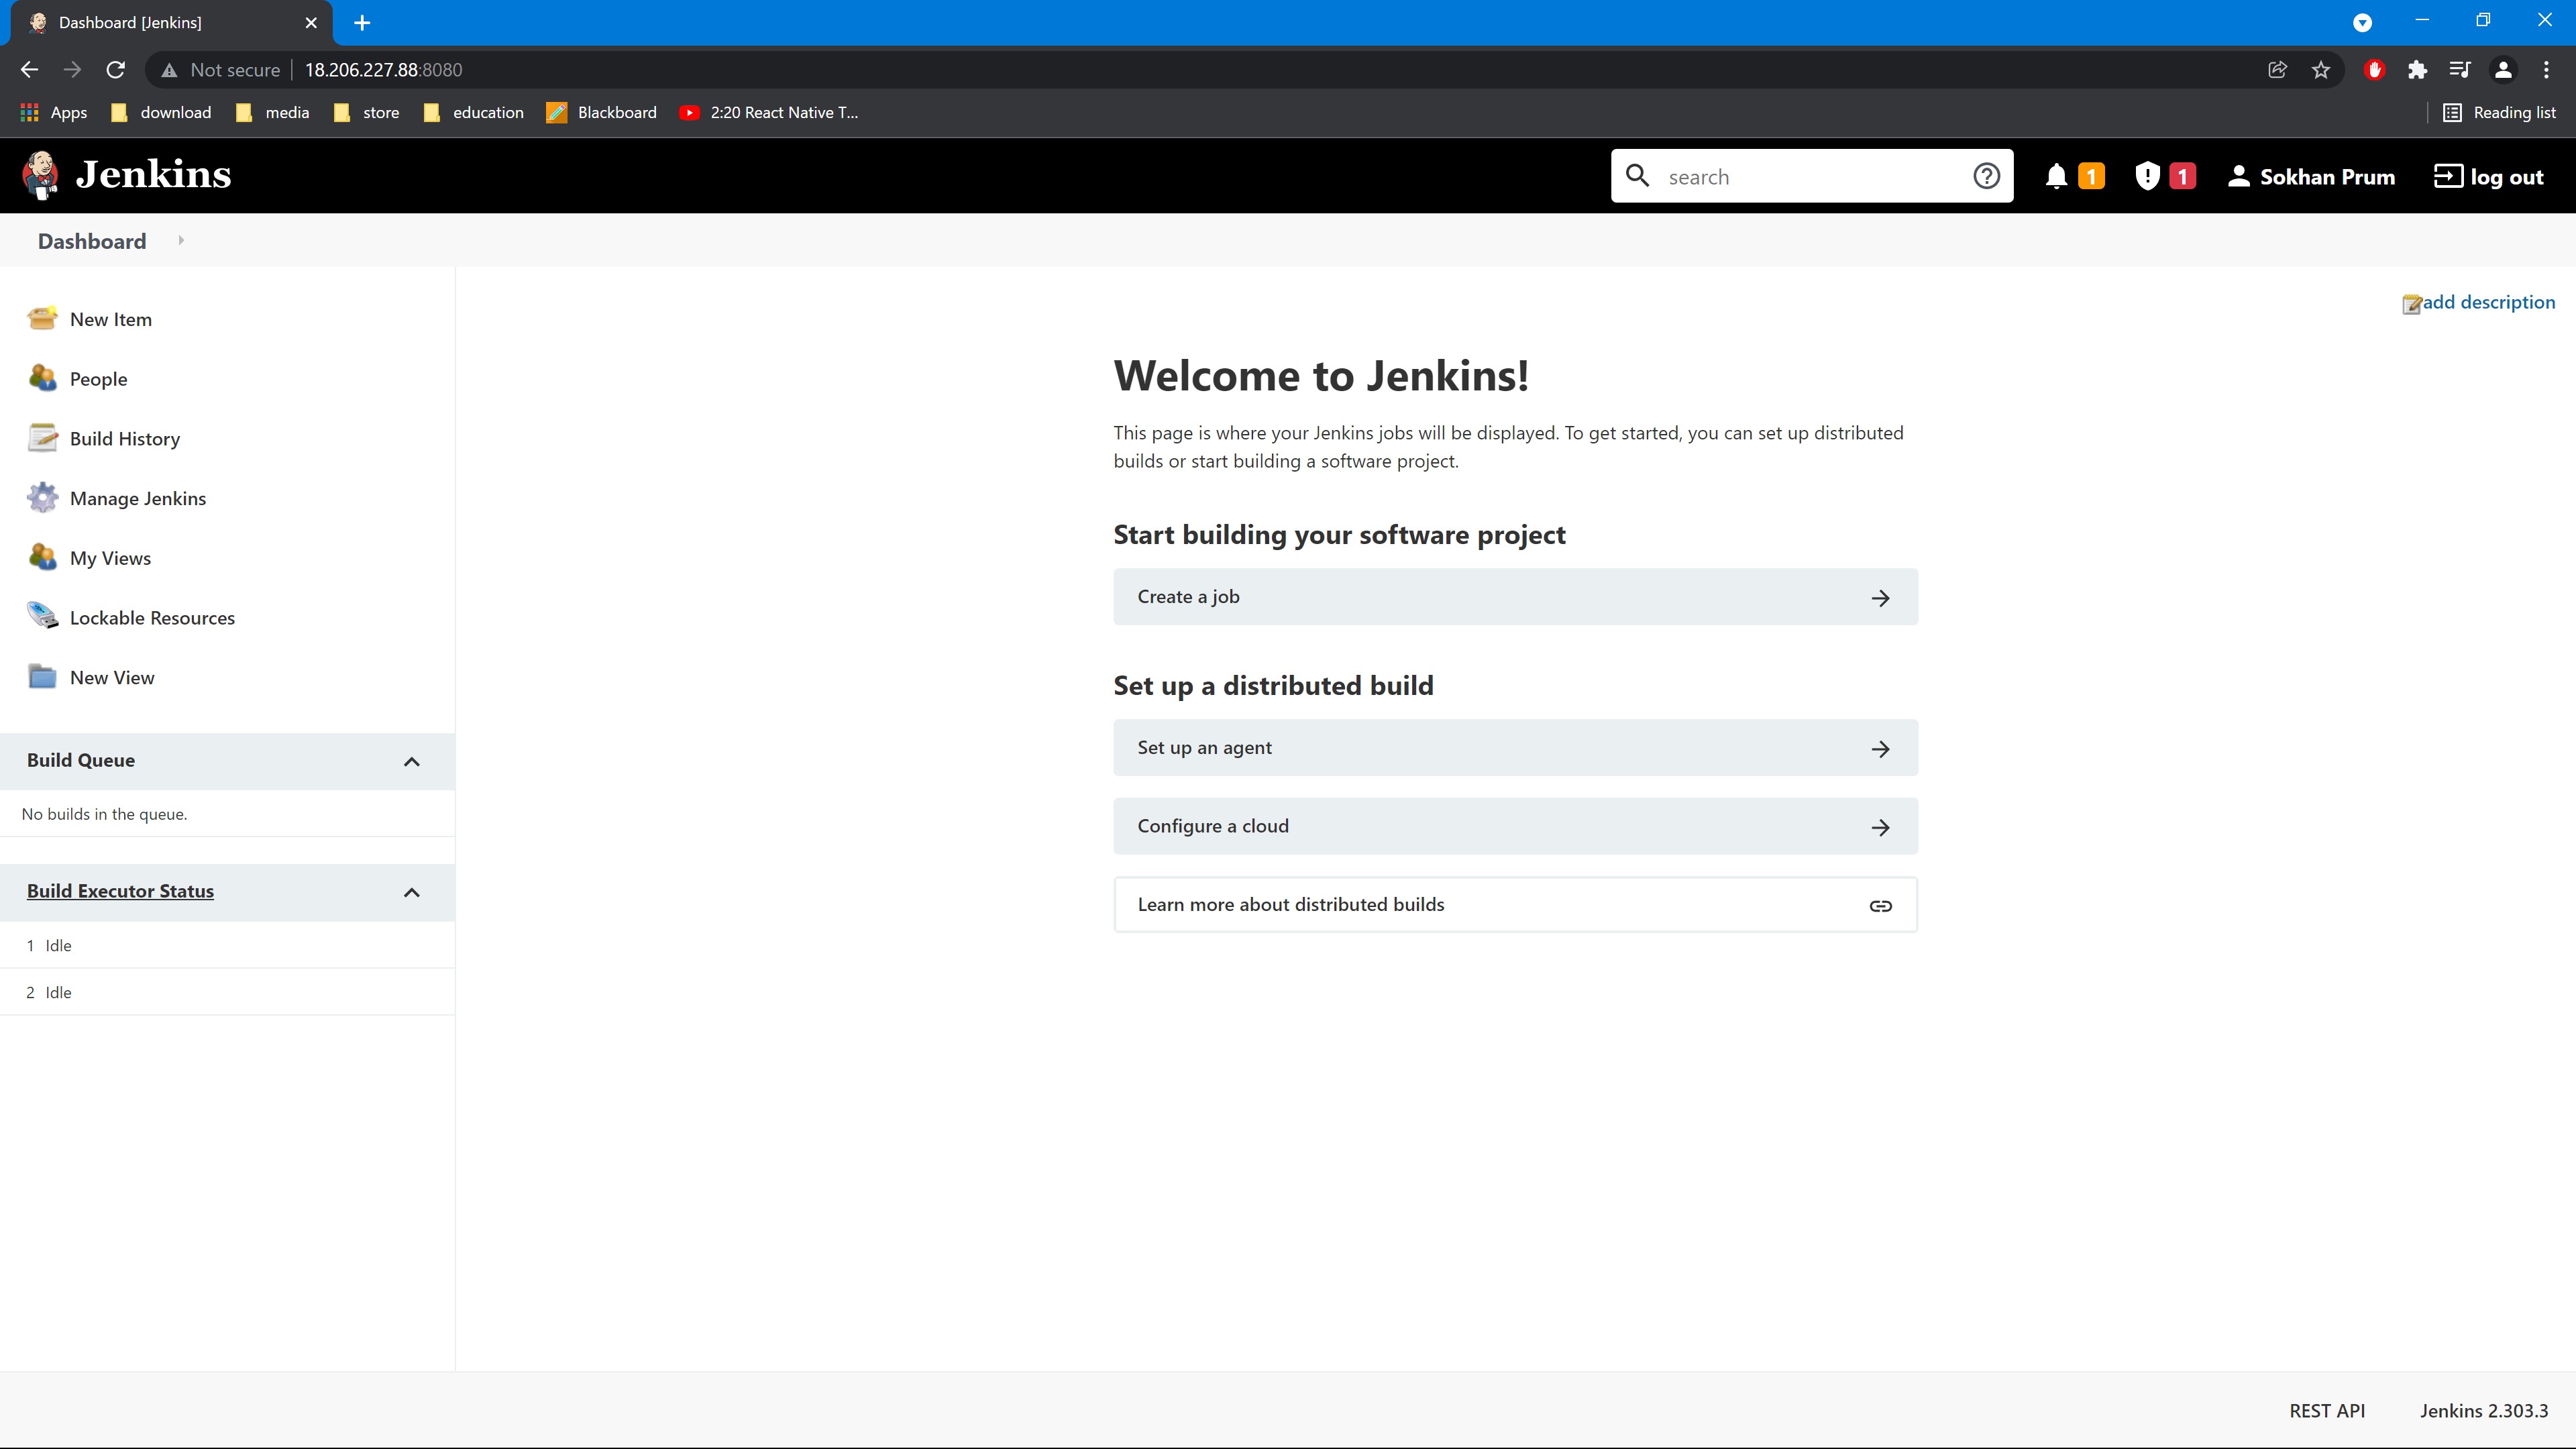 Dashboard [Jenkins]
Not secure 18.206.227.88:8080
Apps download media store education Blackboard 2:20 React Native T... Reading list
Jenkins search 1 1 Sokhan Prum log out
Dashboard
add description
New Item
People
Build History
Manage Jenkins
My Views
Lockable Resources
New View
Build Queue
No builds in the queue.
Build Executor Status
1 Idle
2 Idle
Welcome to Jenkins!
This page is where your Jenkins jobs will be displayed. To get started, you can set up distributed
builds or start building a software project.
Start building your software project
Create a job
Set up a distributed build
Set up an agent
Configure a cloud
Learn more about distributed builds
REST API Jenkins 2.303.3